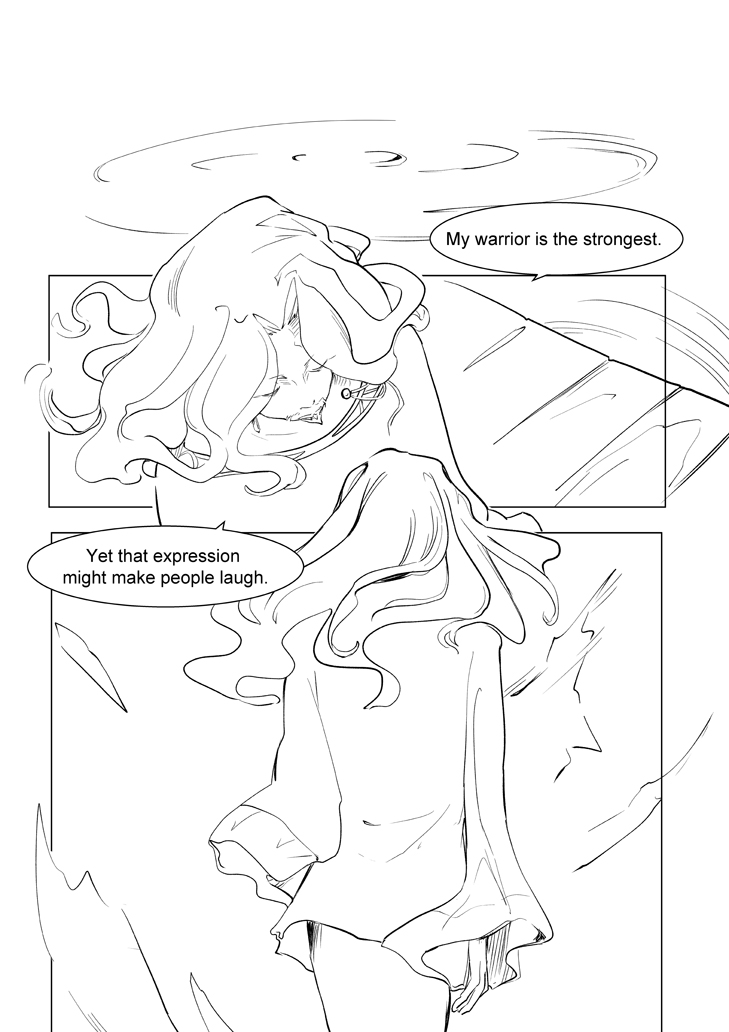 My warrior is the strongest.
Yet that expression
might make people laugh.